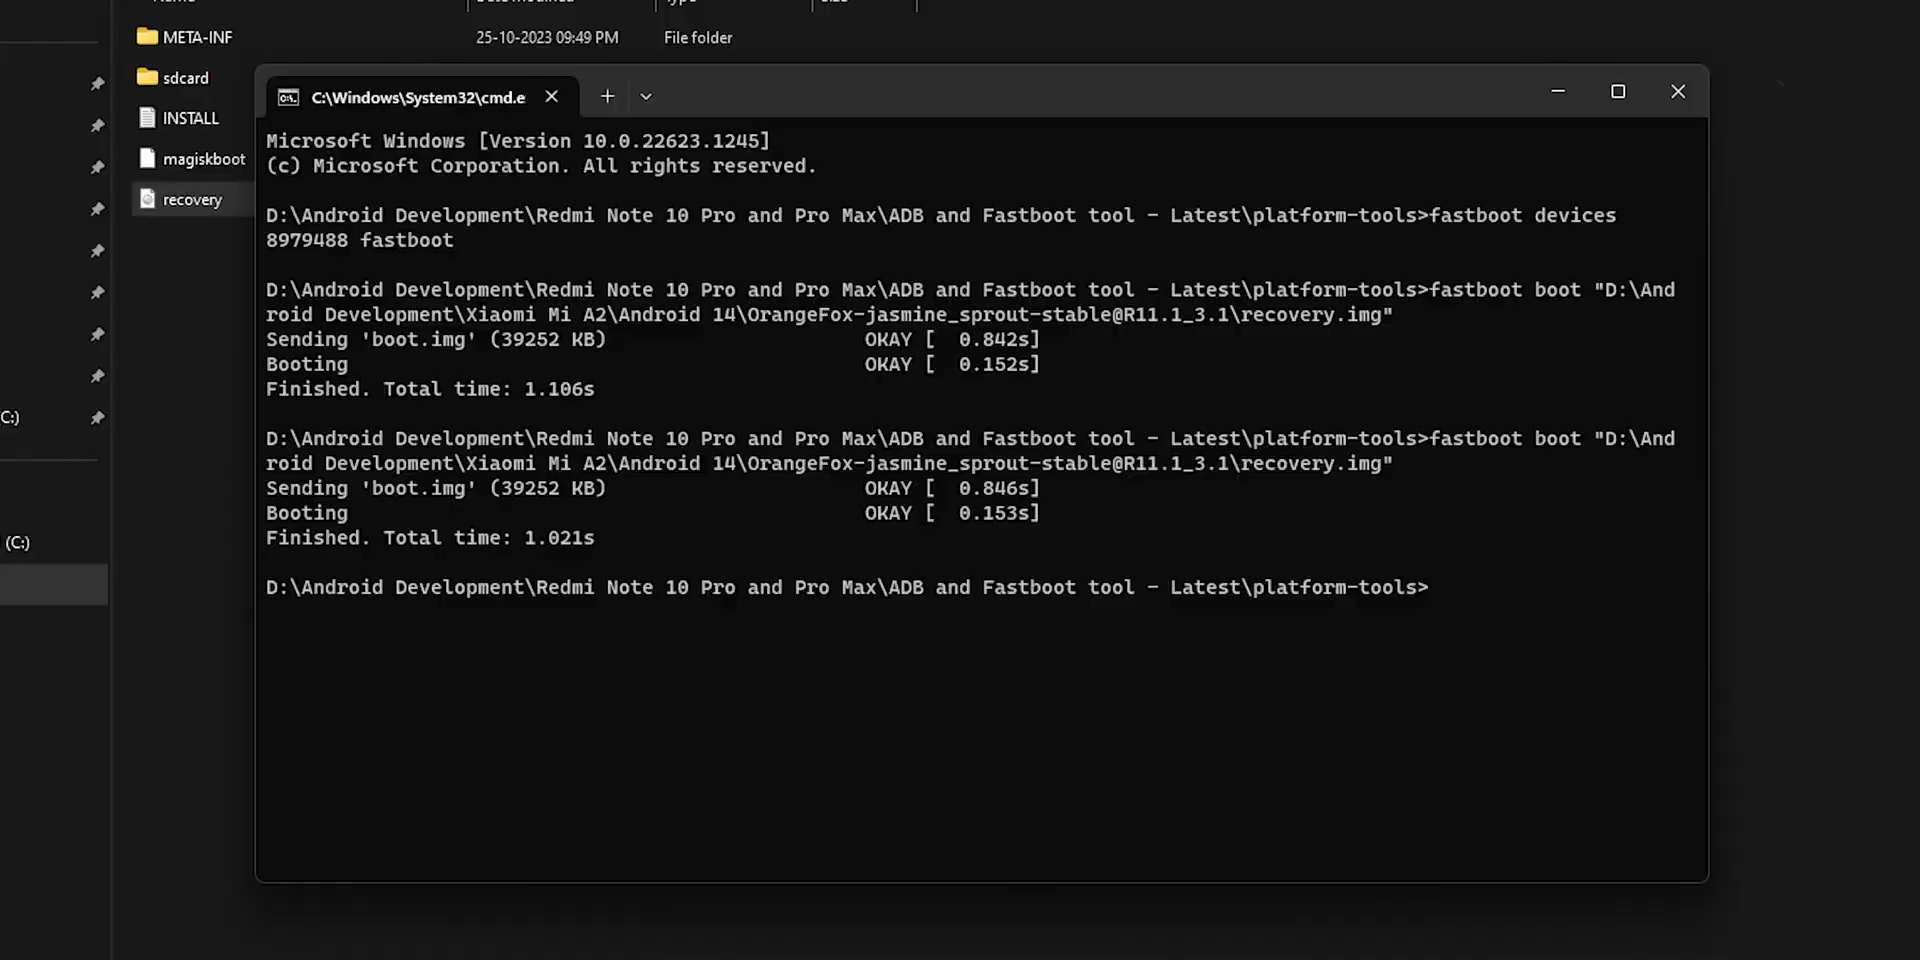 META-INF 25-10-2023 09:49 PM File folder
sdcard
INSTALL
magiskboot
recovery
C:)
(C:)
C:\Windows\System32\cmd.e
Microsoft Windows [Version 10.0.22623.1245]
(c) Microsoft Corporation. All rights reserved.
D:\Android Development\Redmi Note 10 Pro and Pro Max\ADB and Fastboot tool - Latest\platform-tools>fastboot devices
8979488 fastboot
D:\Android Development\Redmi Note 10 Pro and Pro Max\ADB and Fastboot tool - Latest\platform-tools>fastboot boot "D:\And
roid Development\Xiaomi Mi A2\Android 14\OrangeFox-jasmine_sprout-stable@R11.1_3.1\recovery.img"
Sending 'boot.img' (39252 KB) OKAY [ 0.842s]
Booting OKAY [ 0.152s]
Finished. Total time: 1.106s
D:\Android Development\Redmi Note 10 Pro and Pro Max\ADB and Fastboot tool - Latest\platform-tools>fastboot boot "D:\And
roid Development\Xiaomi Mi A2\Android 14\OrangeFox-jasmine_sprout-stable@R11.1_3.1\recovery.img"
Sending 'boot.img' (39252 KB) OKAY [ 0.846s]
Booting OKAY [ 0.153s]
Finished. Total time: 1.021s
D:\Android Development\Redmi Note 10 Pro and Pro Max\ADB and Fastboot tool - Latest\platform-tools>